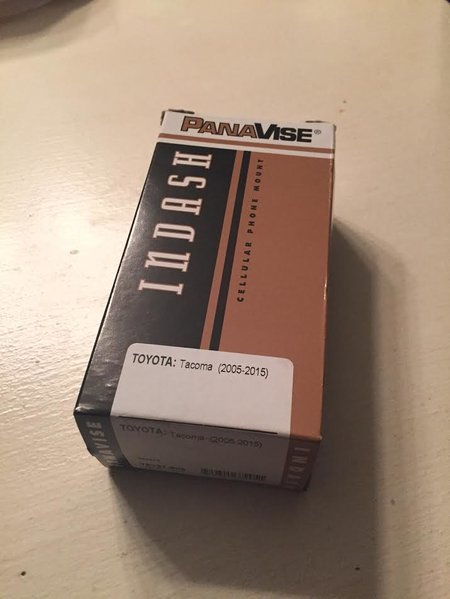 PANAVISE®
INDASH
CELLULAR PHONE MOUNT
TOYOTA: Tacoma (2005-2015)
TOYOTA: Tacoma (2005-2015)
PANAVISE